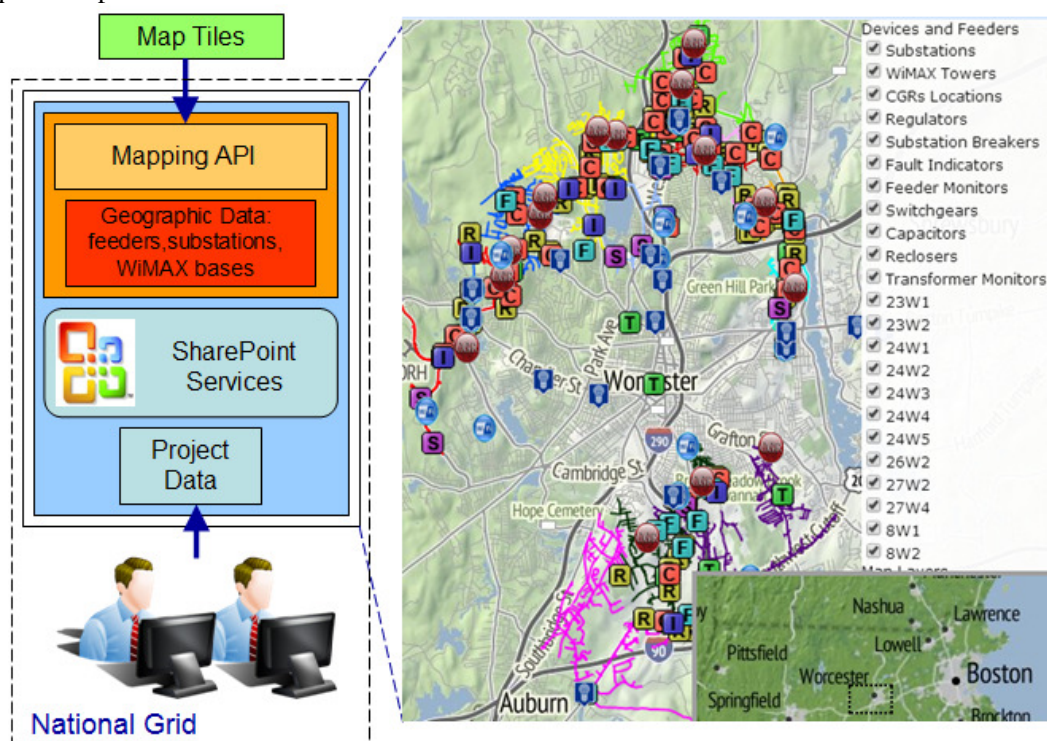 Map Tiles
Mapping API
Geographic Data:
feeders,substations,
WiMAX bases
SharePoint
Services
Project
Data
National Grid
Devices and Feeders
Substations
WiMAX Towers
CGRs Locations
Regulators
Substation Breakers
Fault Indicators
Feeder Monitors
Switchgears
Capacitors
Reclosers
Transformer Monitors
23W1
23W2
24W1
24W2
24W3
24W4
24W5
26W2
27W2
27W4
8W1
8W2
Green Hill Park
Park Ave
Chandler St
Worcester
290
Grafton
Cambridge St
Hope Cemetery
Southbridge St
90
Auburn
Nashua
Lawrence
Lowell
Pittsfield
Worcester
Boston
Springfield
Brockton